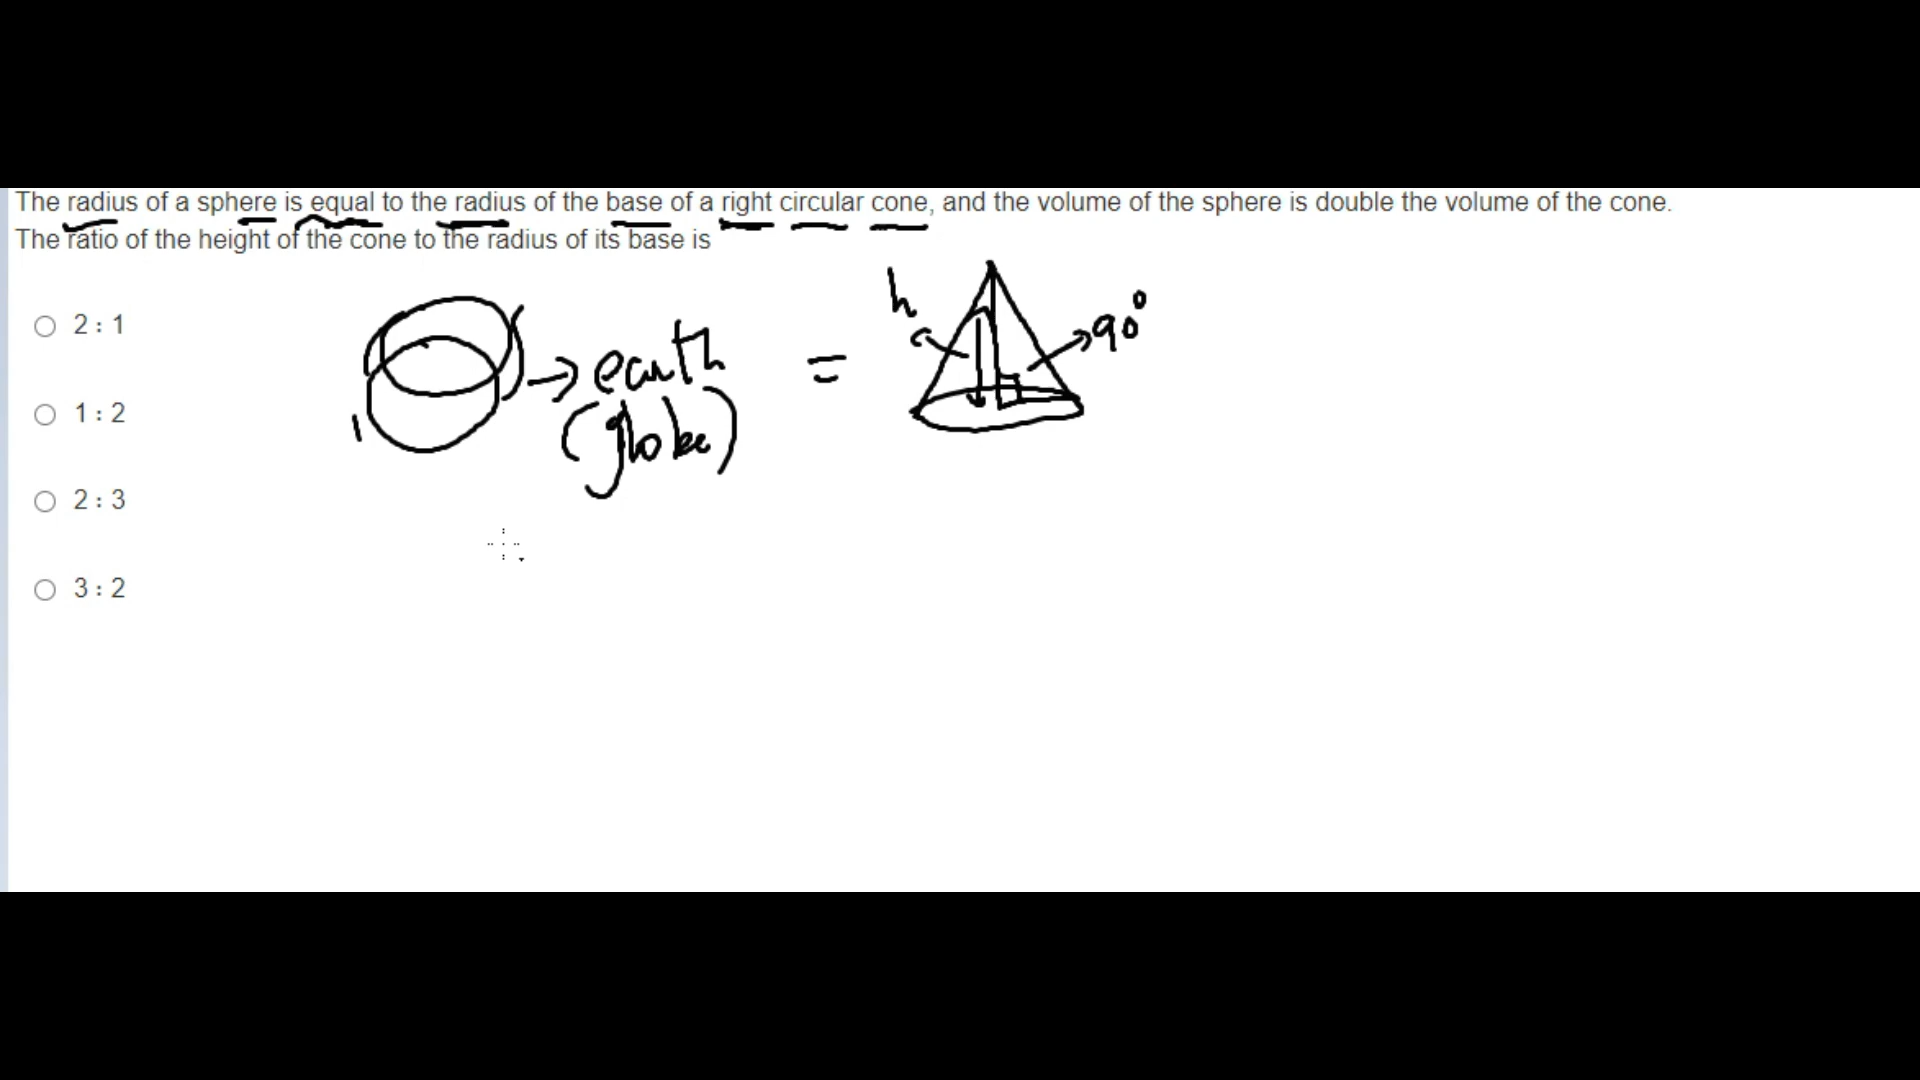 The radius of a sphere is equal to the radius of the base of a right circular cone, and the volume of the sphere is double the volume of the cone.
The ratio of the height of the cone to the radius of its base is
2 : 1
1 : 2
2 : 3
3 : 2
earth
(globe)
=
h
90°